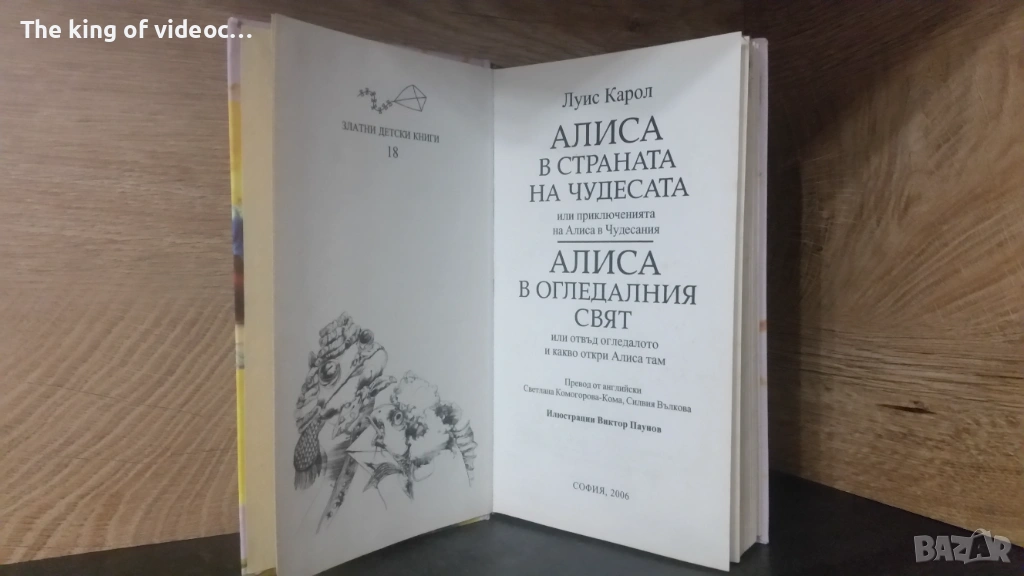 The king of videoc...
ЗЛАТНИ ДЕТСКИ КНИГИ
18
Луис Карол
АЛИСА
В СТРАНАТА
НА ЧУДЕСАТА
или приключенията
на Алиса в Чудесания
АЛИСА
В ОГЛЕДАЛНИЯ
СВЯТ
или отвъд огледалото
и какво откри Алиса там
Превод от английски
Светлана Комогорова-Кома, Силвия Вълкова
Илюстрации Виктор Паунов
СОФИЯ, 2006
BAZAR